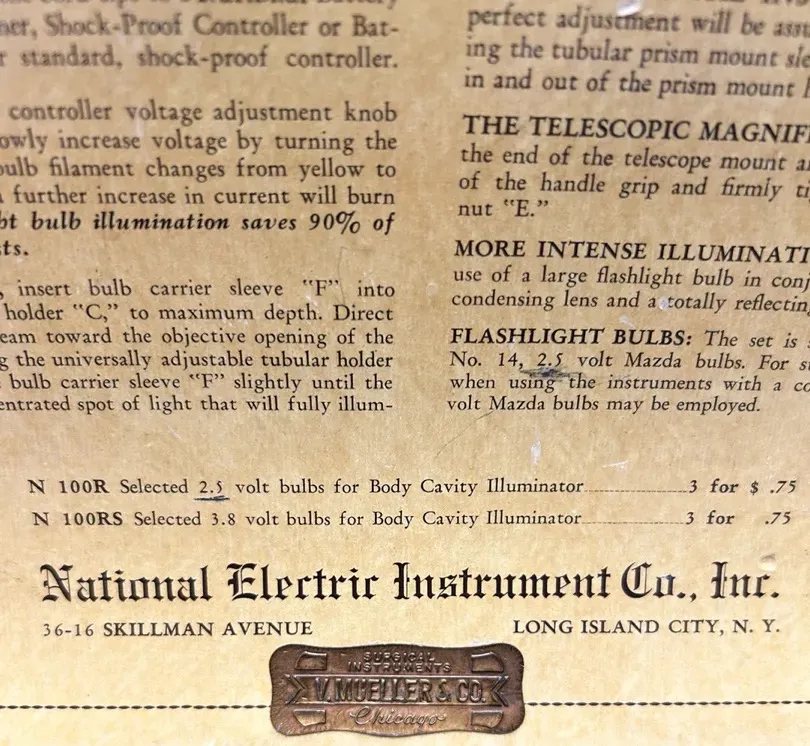 ner, Shock-Proof Controller or Bat-
standard, shock-proof controller.
controller voltage adjustment knob
owly increase voltage by turning the
bulb filament changes from yellow to
further increase in current will burn
ht bulb illumination saves 90% of
ts.
insert bulb carrier sleeve "F" into
holder "C," to maximum depth. Direct
eam toward the objective opening of the
g the universally adjustable tubular holder
bulb carrier sleeve "F" slightly until the
entrated spot of light that will fully illum-
perfect adjustment will be assu
ing the tubular prism mount sle
in and out of the prism mount h
THE TELESCOPIC MAGNIFI
the end of the telescope mount a
of the handle grip and firmly ti
nut "E."
MORE INTENSE ILLUMINATI
use of a large flashlight bulb in conj
condensing lens and a totally reflecting
FLASHLIGHT BULBS: The set is
No. 14, 2.5 volt Mazda bulbs. For s
when using the instruments with a co
volt Mazda bulbs may be employed.
N 100R Selected 2.5 volt bulbs for Body Cavity Illuminator 3 for $ .75
N 100RS Selected 3.8 volt bulbs for Body Cavity Illuminator 3 for .75
National Electric Instrument Co., Inc.
36-16 SKILLMAN AVENUE LONG ISLAND CITY, N. Y.
SURGICAL
INSTRUMENTS
V. MUELLER & CO.
Chicago